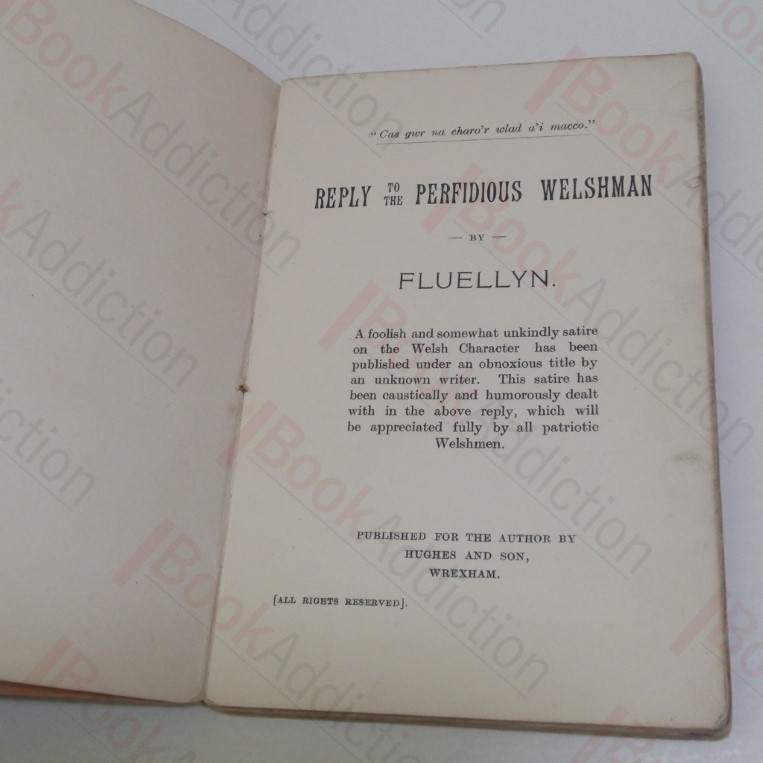 "Cas gwr na charo'r wlad a'i macco."
REPLY TO THE PERFIDIOUS WELSHMAN
— BY —
FLUELLYN.
A foolish and somewhat unkindly satire
on the Welsh Character has been
published under an obnoxious title by
an unknown writer. This satire has
been caustically and humorously dealt
with in the above reply, which will
be appreciated fully by all patriotic
Welshmen.
PUBLISHED FOR THE AUTHOR BY
HUGHES AND SON,
WREXHAM.
[ALL RIGHTS RESERVED].
BookAddiction